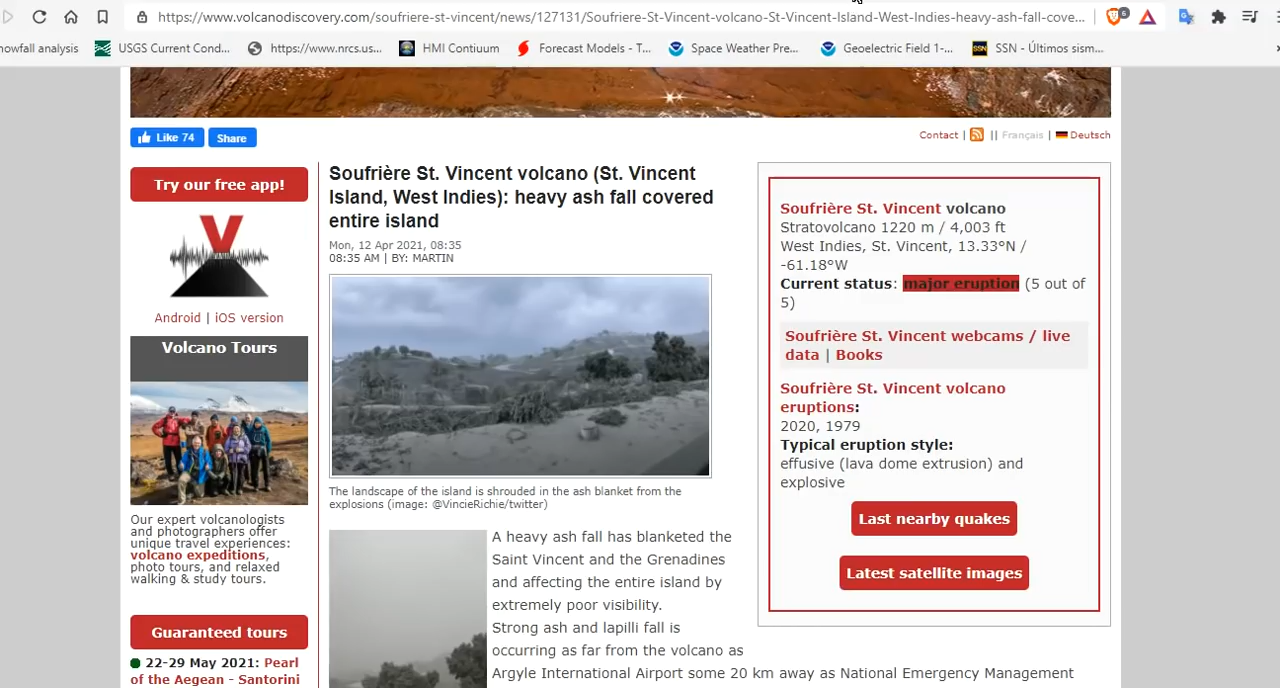 https://www.volcanodiscovery.com/soufriere-st-vincent/news/127131/Soufriere-St-Vincent-volcano-St-Vincent-Island-West-Indies-heavy-ash-fall-cove...
6
nowfall analysis
USGS Current Cond...
https://www.nrcs.us...
HMI Contiuum
Forecast Models - T...
Space Weather Pre...
Geoelectric Field 1-...
SSN
SSN - Últimos sism...
Like 74
Share
Contact | || Français | Deutsch
Try our free app!
Android | iOS version
Volcano Tours
Our expert volcanologists
and photographers offer
unique travel experiences:
volcano expeditions,
photo tours, and relaxed
walking & study tours.
Guaranteed tours
22-29 May 2021: Pearl
of the Aegean - Santorini
Soufrière St. Vincent volcano (St. Vincent
Island, West Indies): heavy ash fall covered
entire island
Mon, 12 Apr 2021, 08:35
08:35 AM | BY: MARTIN
The landscape of the island is shrouded in the ash blanket from the
explosions (image: @VincieRichie/twitter)
A heavy ash fall has blanketed the
Saint Vincent and the Grenadines
and affecting the entire island by
extremely poor visibility.
Strong ash and lapilli fall is
occurring as far from the volcano as
Argyle International Airport some 20 km away as National Emergency Management
Soufrière St. Vincent volcano
Stratovolcano 1220 m / 4,003 ft
West Indies, St. Vincent, 13.33°N /
-61.18°W
Current status: major eruption (5 out of
5)
Soufrière St. Vincent webcams / live
data | Books
Soufrière St. Vincent volcano
eruptions:
2020, 1979
Typical eruption style:
effusive (lava dome extrusion) and
explosive
Last nearby quakes
Latest satellite images